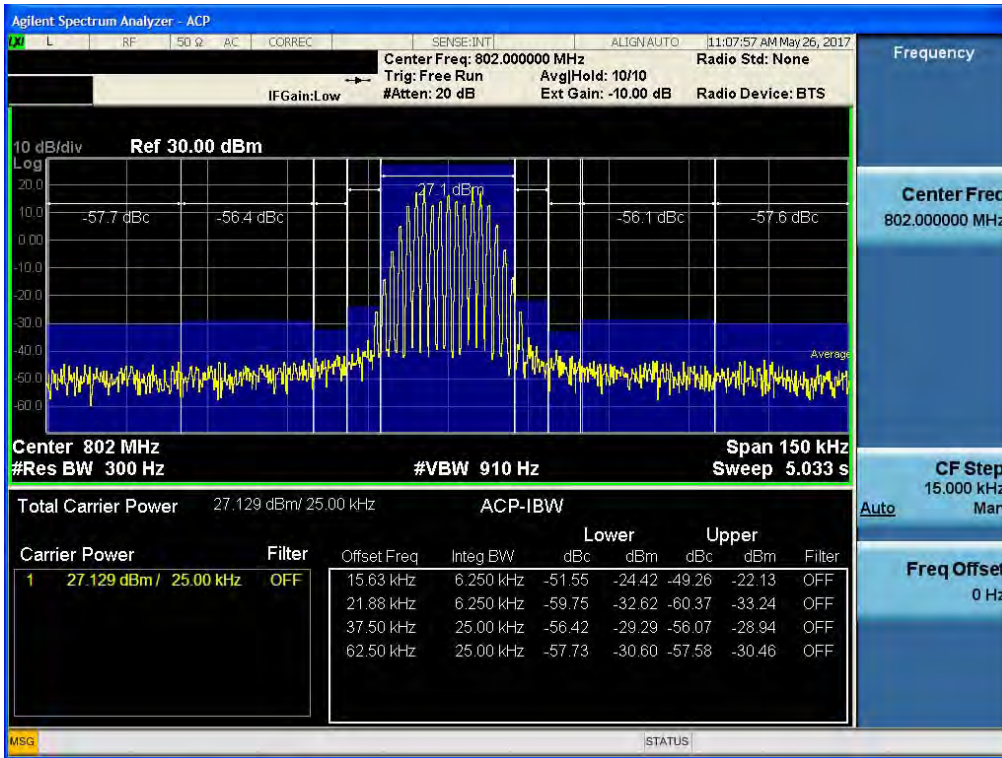 Agilent Spectrum Analyzer - ACP
LXI L RF 50 Ω AC CORREC SENSE:INT ALIGN AUTO 11:07:57 AM May 26, 2017
Center Freq: 802.000000 MHz Radio Std: None
Trig: Free Run Avg|Hold: 10/10
IFGain:Low #Atten: 20 dB Ext Gain: -10.00 dB Radio Device: BTS
10 dB/div Ref 30.00 dBm
Log
20.0
10.0
0.00
-10.0
-20.0
-30.0
-40.0
-50.0
-60.0
-57.7 dBc -56.4 dBc 27.1 dBm -56.1 dBc -57.6 dBc
Average
Center 802 MHz Span 150 kHz
#Res BW 300 Hz #VBW 910 Hz Sweep 5.033 s
Total Carrier Power 27.129 dBm/ 25.00 kHz ACP-IBW
Lower Upper
Carrier Power Filter Offset Freq Integ BW dBc dBm dBc dBm Filter
1 27.129 dBm / 25.00 kHz OFF 15.63 kHz 6.250 kHz -51.55 -24.42 -49.26 -22.13 OFF
21.88 kHz 6.250 kHz -59.75 -32.62 -60.37 -33.24 OFF
37.50 kHz 25.00 kHz -56.42 -29.29 -56.07 -28.94 OFF
62.50 kHz 25.00 kHz -57.73 -30.60 -57.58 -30.46 OFF
MSG STATUS
Frequency
Center Freq
802.000000 MHz
CF Step
15.000 kHz
Auto Man
Freq Offset
0 Hz